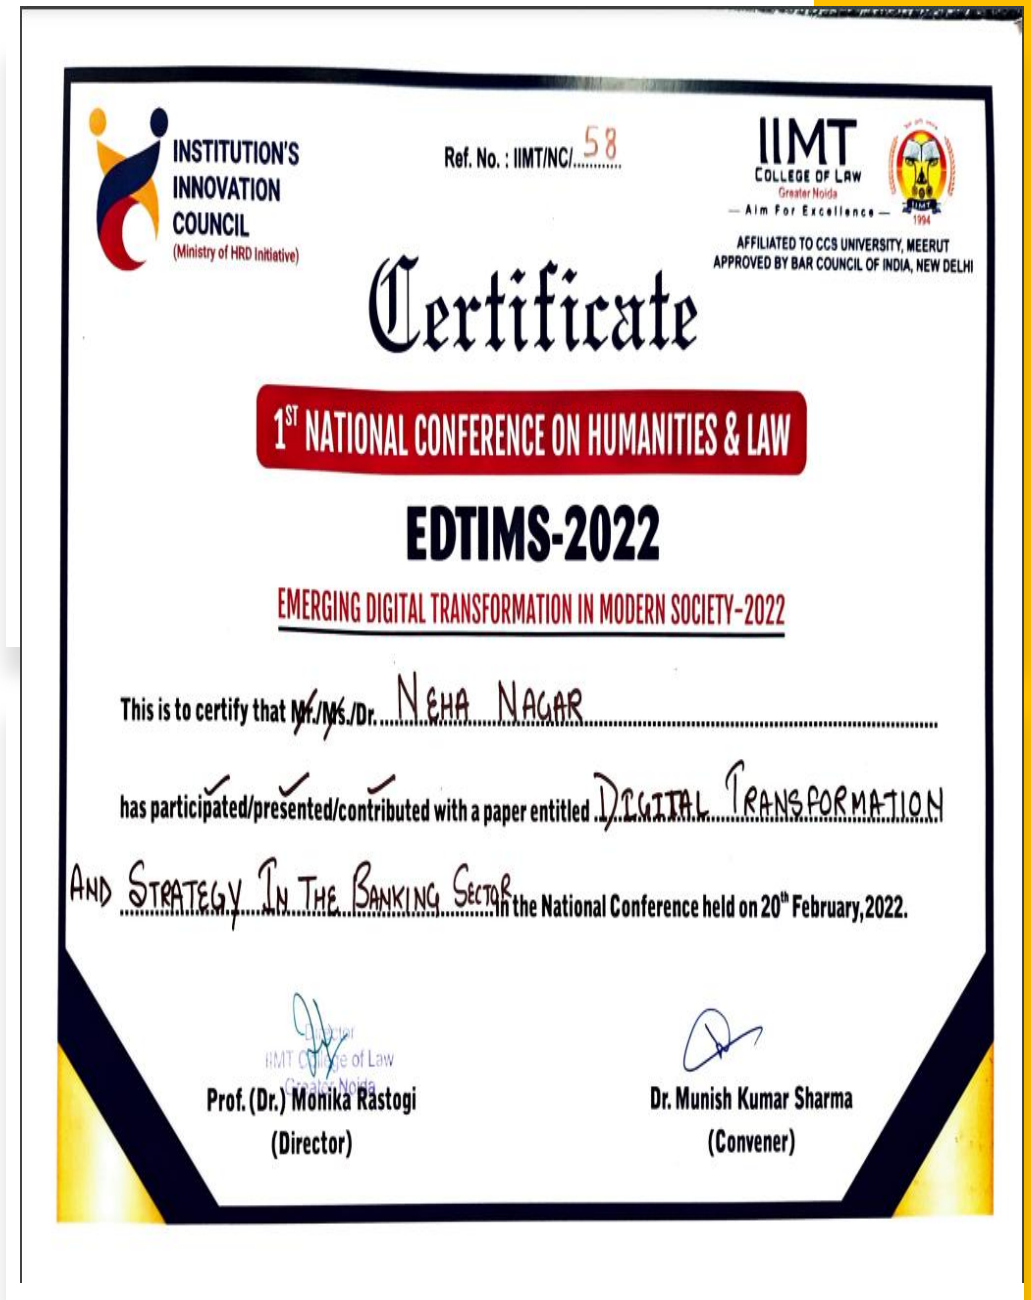 INSTITUTION'S
INNOVATION
COUNCIL
(Ministry of HRD Initiative)
Ref. No. : IIMT/NC/..........58
IIMT
COLLEGE OF LAW
Greater Noida
— Aim For Excellence —
IIMT
1994
AFFILIATED TO CCS UNIVERSITY, MEERUT
APPROVED BY BAR COUNCIL OF INDIA, NEW DELHI
Certificate
1ST NATIONAL CONFERENCE ON HUMANITIES & LAW
EDTIMS-2022
EMERGING DIGITAL TRANSFORMATION IN MODERN SOCIETY-2022
This is to certify that Mr./Ms./Dr. NEHA NAGAR
has participated/presented/contributed with a paper entitled DIGITAL TRANSFORMATION
AND STRATEGY IN THE BANKING SECTOR in the National Conference held on 20th February,2022.
Director
IIMT College of Law
Greater Noida
Prof. (Dr.) Monika Rastogi
(Director)
Dr. Munish Kumar Sharma
(Convener)